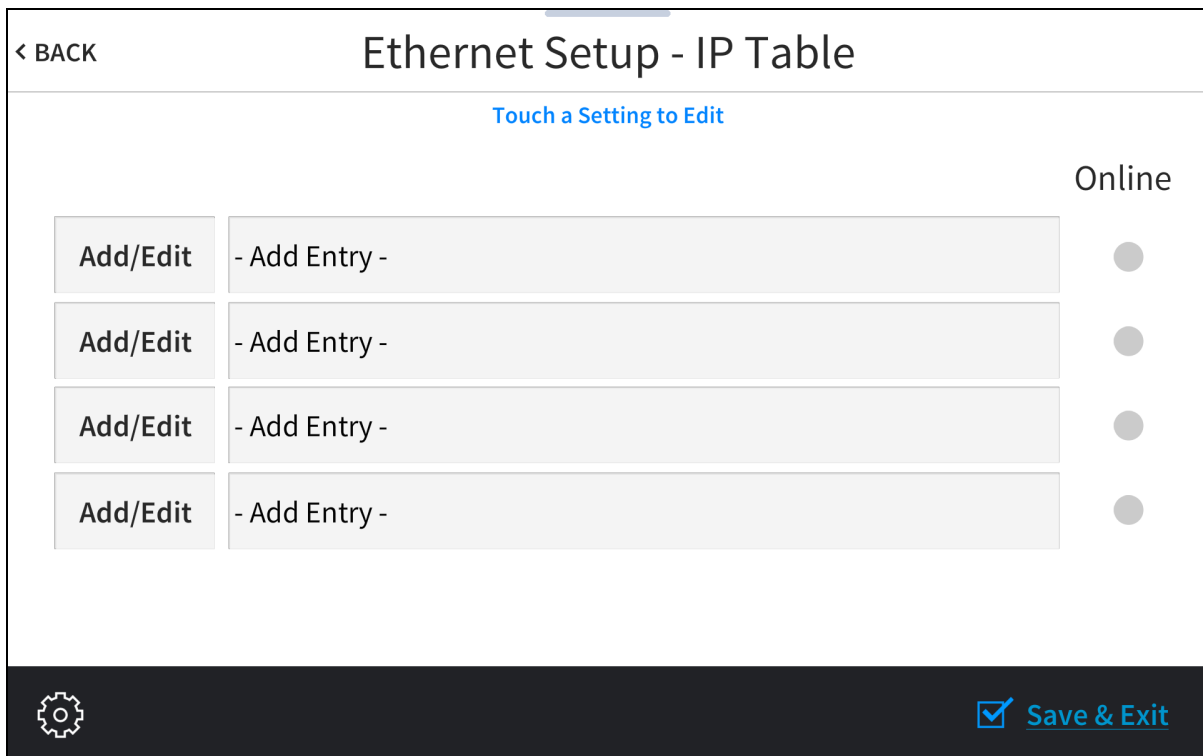 < BACK
Ethernet Setup - IP Table
Touch a Setting to Edit
Online
Add/Edit - Add Entry -
Add/Edit - Add Entry -
Add/Edit - Add Entry -
Add/Edit - Add Entry -
Save & Exit